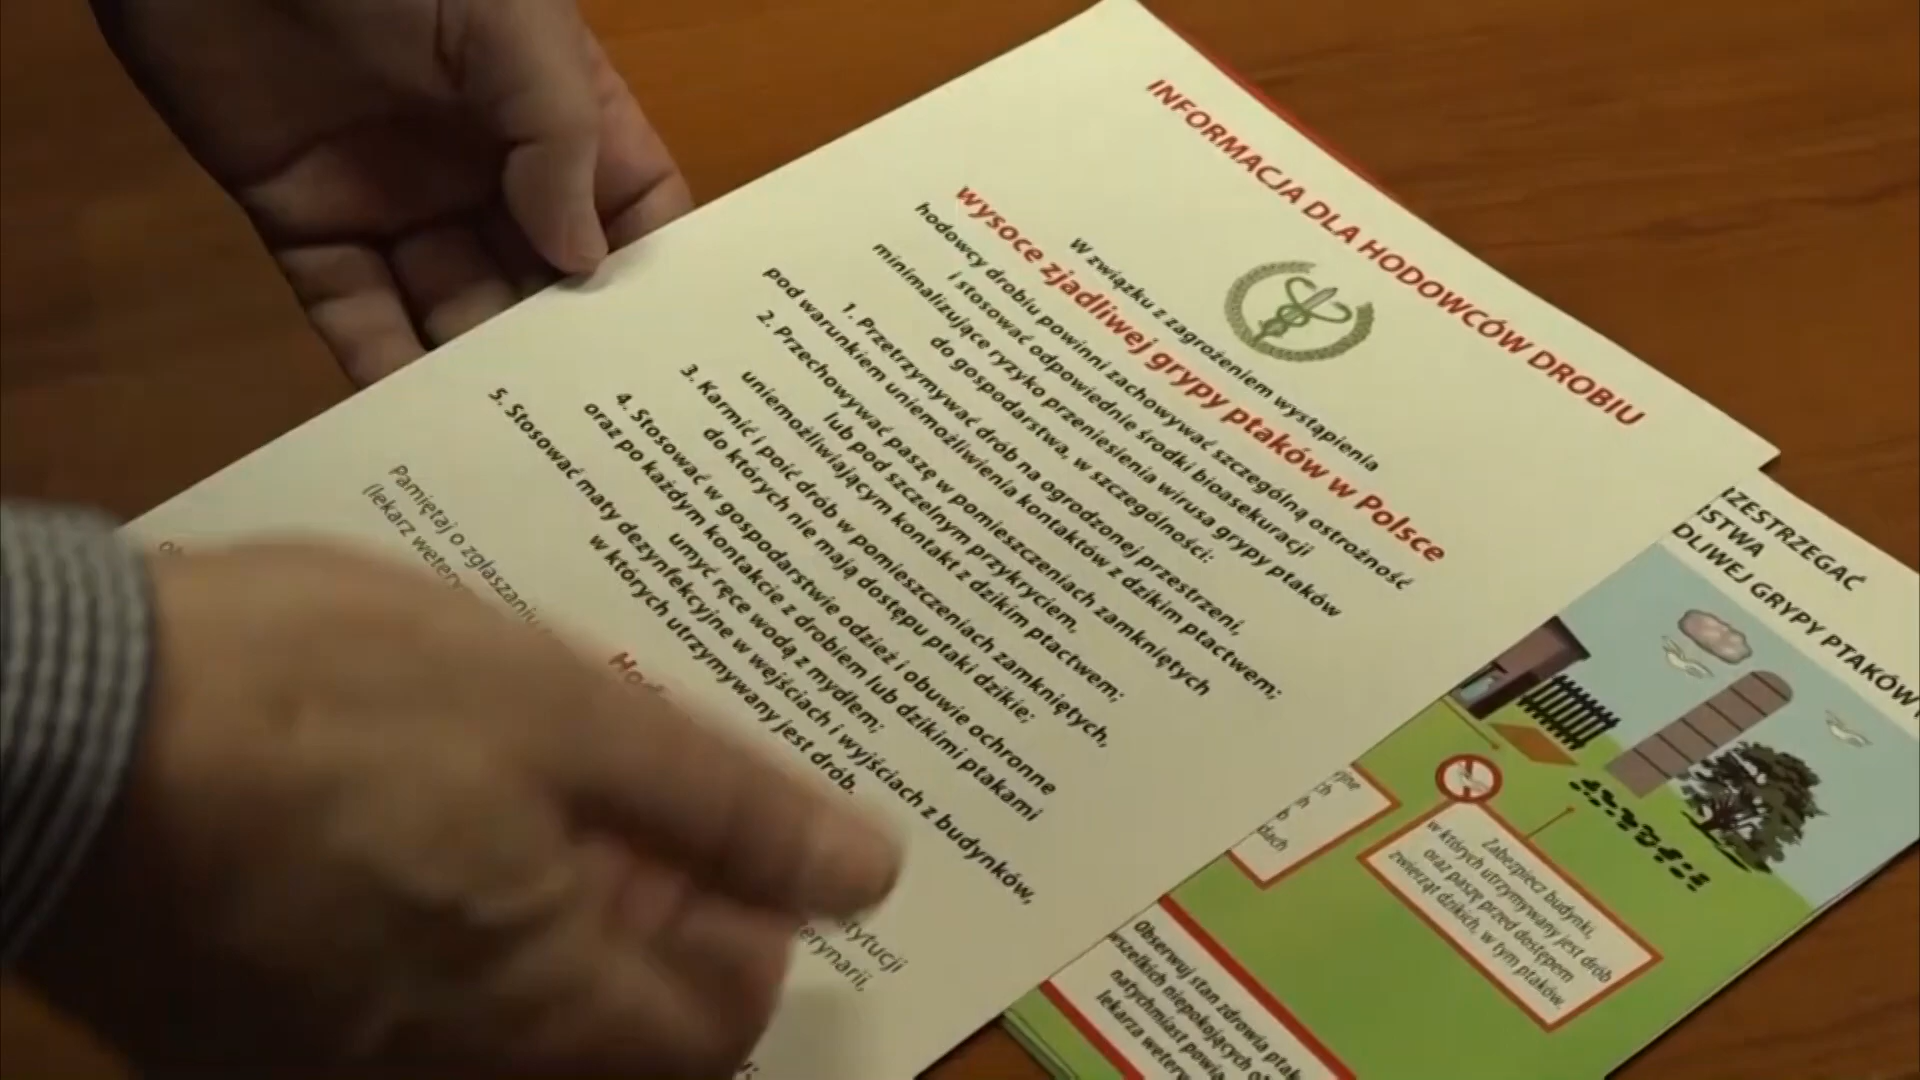 INFORMACJA DLA HODOWCÓW DROBIU
W związku z zagrożeniem wystąpienia
wysoce zjadliwej grypy ptaków w Polsce
hodowcy drobiu powinni zachowywać szczególną ostrożność
i stosować odpowiednie środki bioasekuracji
minimalizujące ryzyko przeniesienia wirusa grypy ptaków
do gospodarstwa, w szczególności:
1. Przetrzymywać drób na ogrodzonej przestrzeni,
pod warunkiem uniemożliwienia kontaktów z dzikim ptactwem;
2. Przechowywać paszę w pomieszczeniach zamkniętych
lub pod szczelnym przykryciem,
uniemożliwiającym kontakt z dzikim ptactwem;
3. Karmić i poić drób w pomieszczeniach zamkniętych,
do których nie mają dostępu ptaki dzikie;
4. Stosować w gospodarstwie odzież i obuwie ochronne
oraz po każdym kontakcie z drobiem lub dzikimi ptakami
umyć ręce wodą z mydłem;
5. Stosować maty dezynfekcyjne w wejściach i wyjściach z budynków,
w których utrzymywany jest drób.
Pamiętaj o zgłaszaniu
(lekarz
RZESTRZEGAĆ
STWA
DLIWEJ GRYPY PTAKÓW
Zabezpiecz budynki,
w których utrzymywany jest drób
oraz paszę przed dostępem
zwierząt dzikich, w tym ptaków.
Obserwuj stan zdrowia
wszelkich niepokojących
natychmiast
lekarza